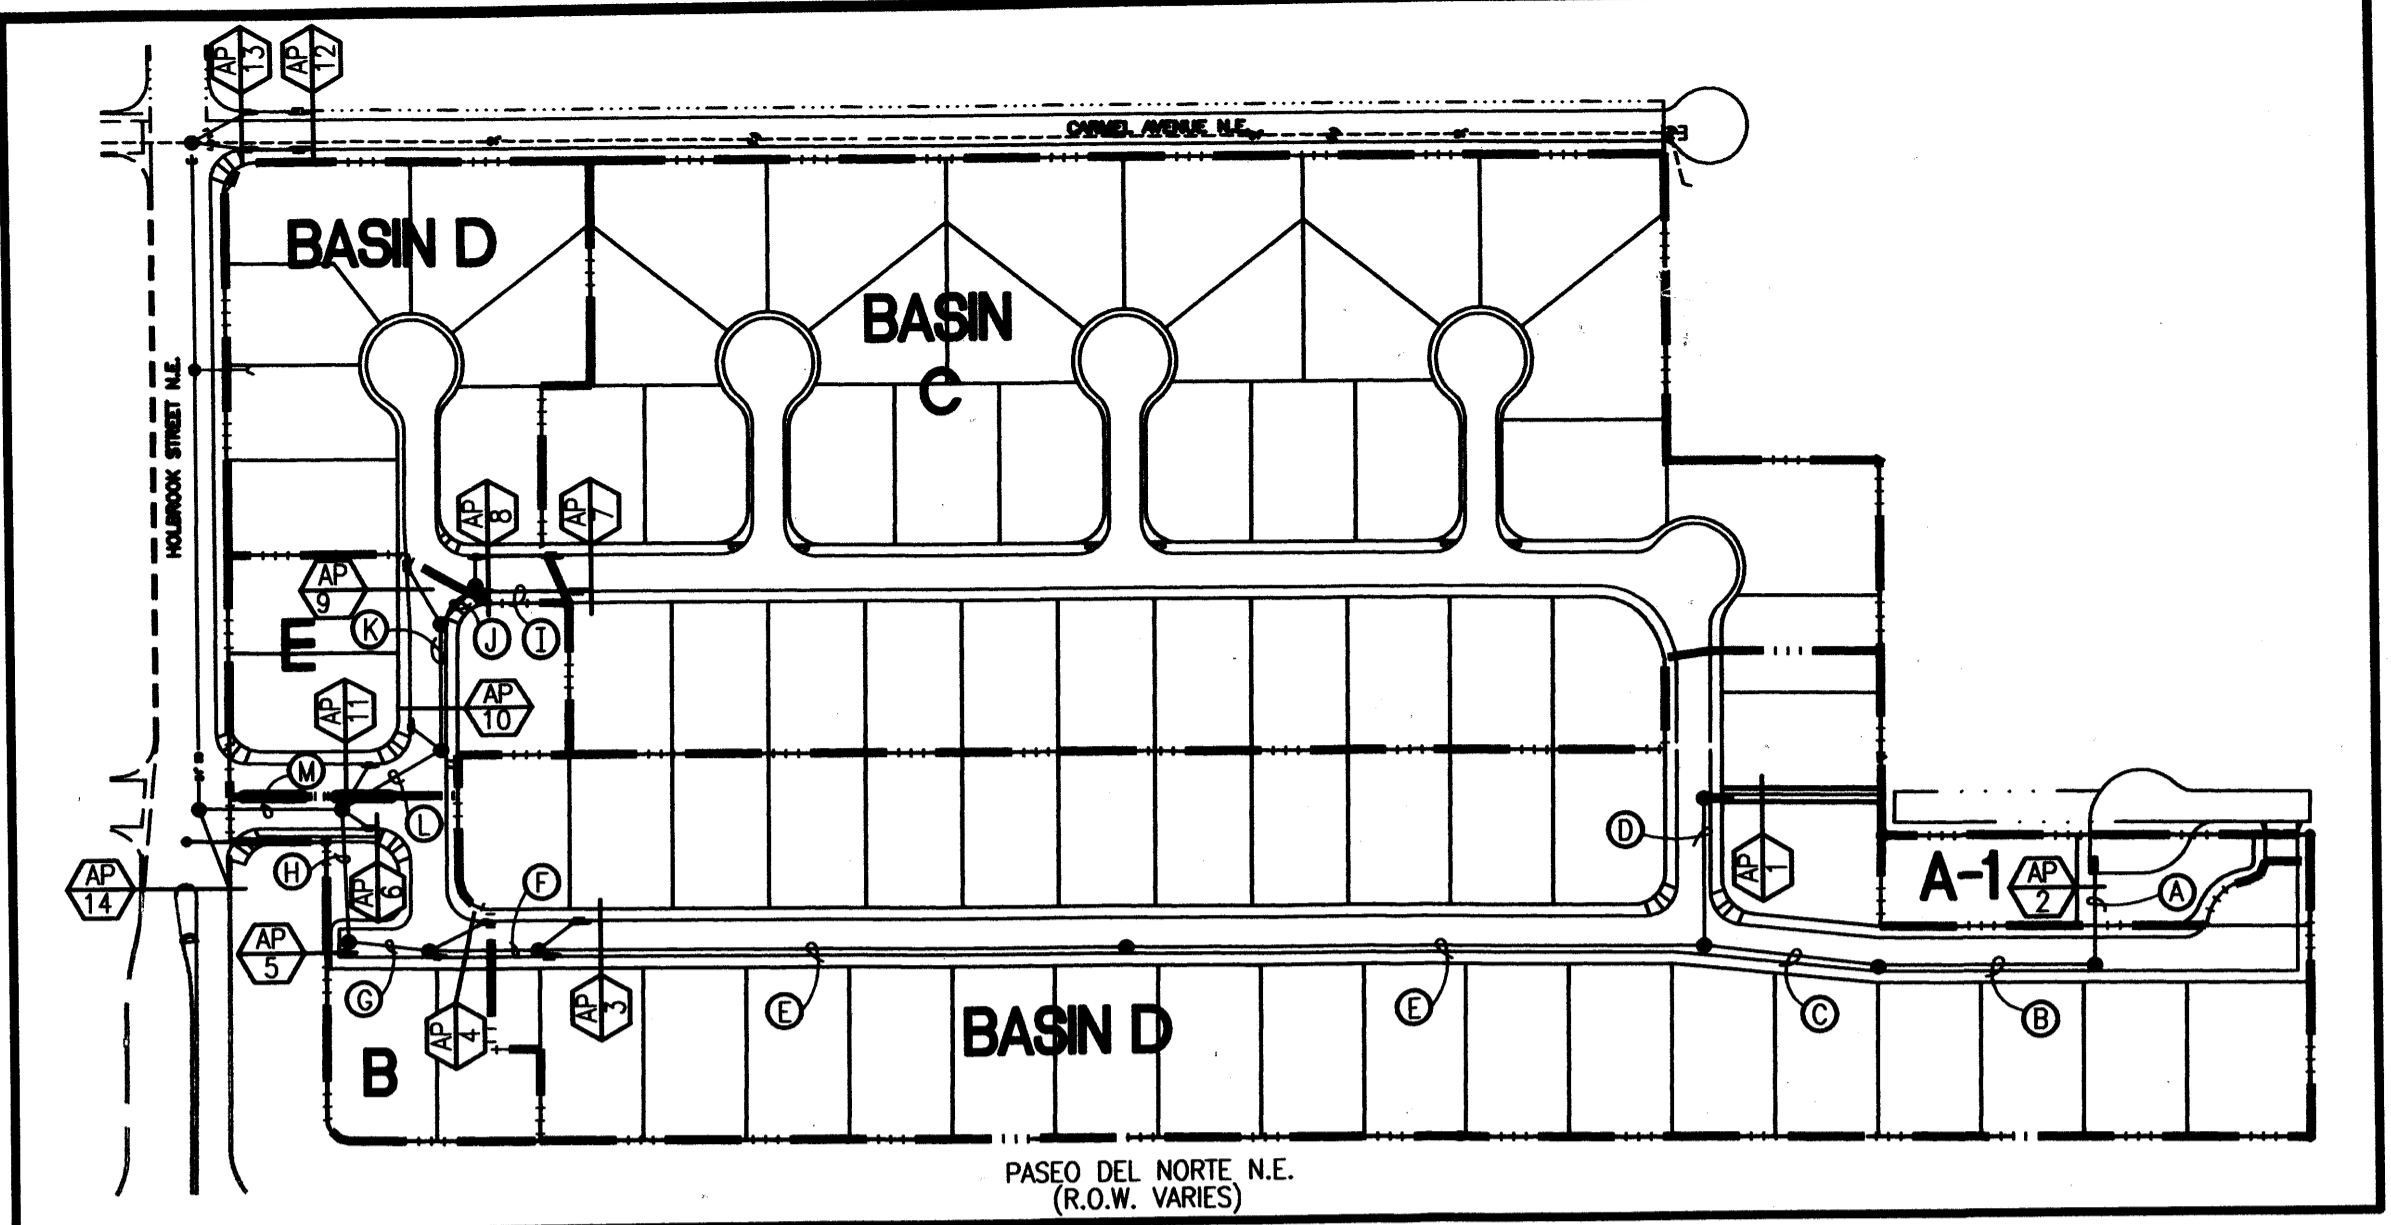 AP 13
AP 12
CARMEL AVENUE N.E.
BASIN D
BASIN
C
HOLBROOK STREET N.E.
AP 8
AP 7
AP 9
K
J
I
E
AP 11
AP 10
M
L
D
AP 1
A-1
AP 2
A
H
AP 6
F
AP 14
AP 5
G
AP 4
AP 3
E
E
C
B
BASIN D
B
PASEO DEL NORTE N.E.
(R.O.W. VARIES)